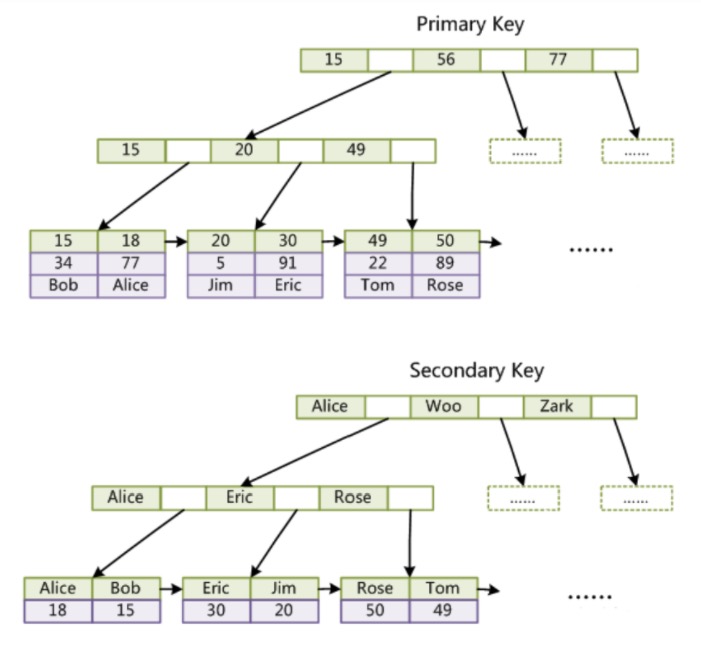 Primary Key
15 56 77
15 20 49
...... ......
15 18 20 30 49 50
34 77 5 91 22 89
Bob Alice Jim Eric Tom Rose
......
Secondary Key
Alice Woo Zark
Alice Eric Rose
...... ......
Alice Bob Eric Jim Rose Tom
18 15 30 20 50 49
......